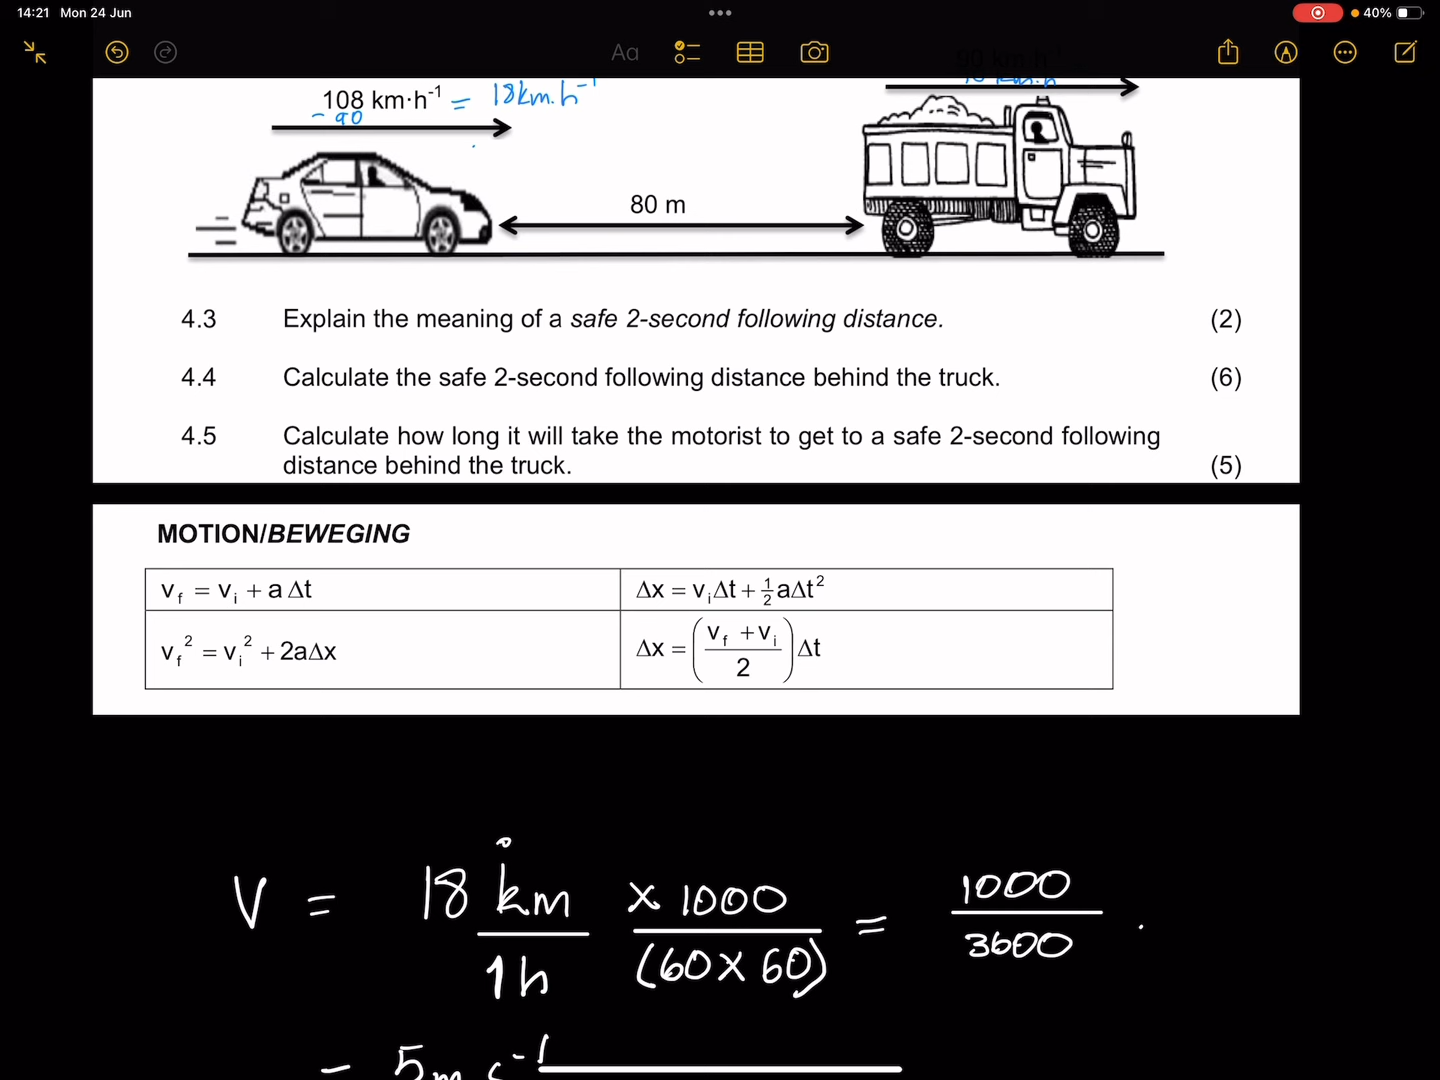 14:21 Mon 24 Jun
40%
Aa
90 km·h
108 km·h-1 = 18km.h-1
- 90
80 m
4.3 Explain the meaning of a safe 2-second following distance. (2)
4.4 Calculate the safe 2-second following distance behind the truck. (6)
4.5 Calculate how long it will take the motorist to get to a safe 2-second following
distance behind the truck. (5)
MOTION/BEWEGING
v_f = v_i + a Δt
Δx = v_iΔt + ½aΔt²
v_f² = v_i² + 2aΔx
Δx = ((v_f + v_i)/2)Δt
V = 18 km/1h × 1000/(60×60) = 1000/3600
= 5m s-1